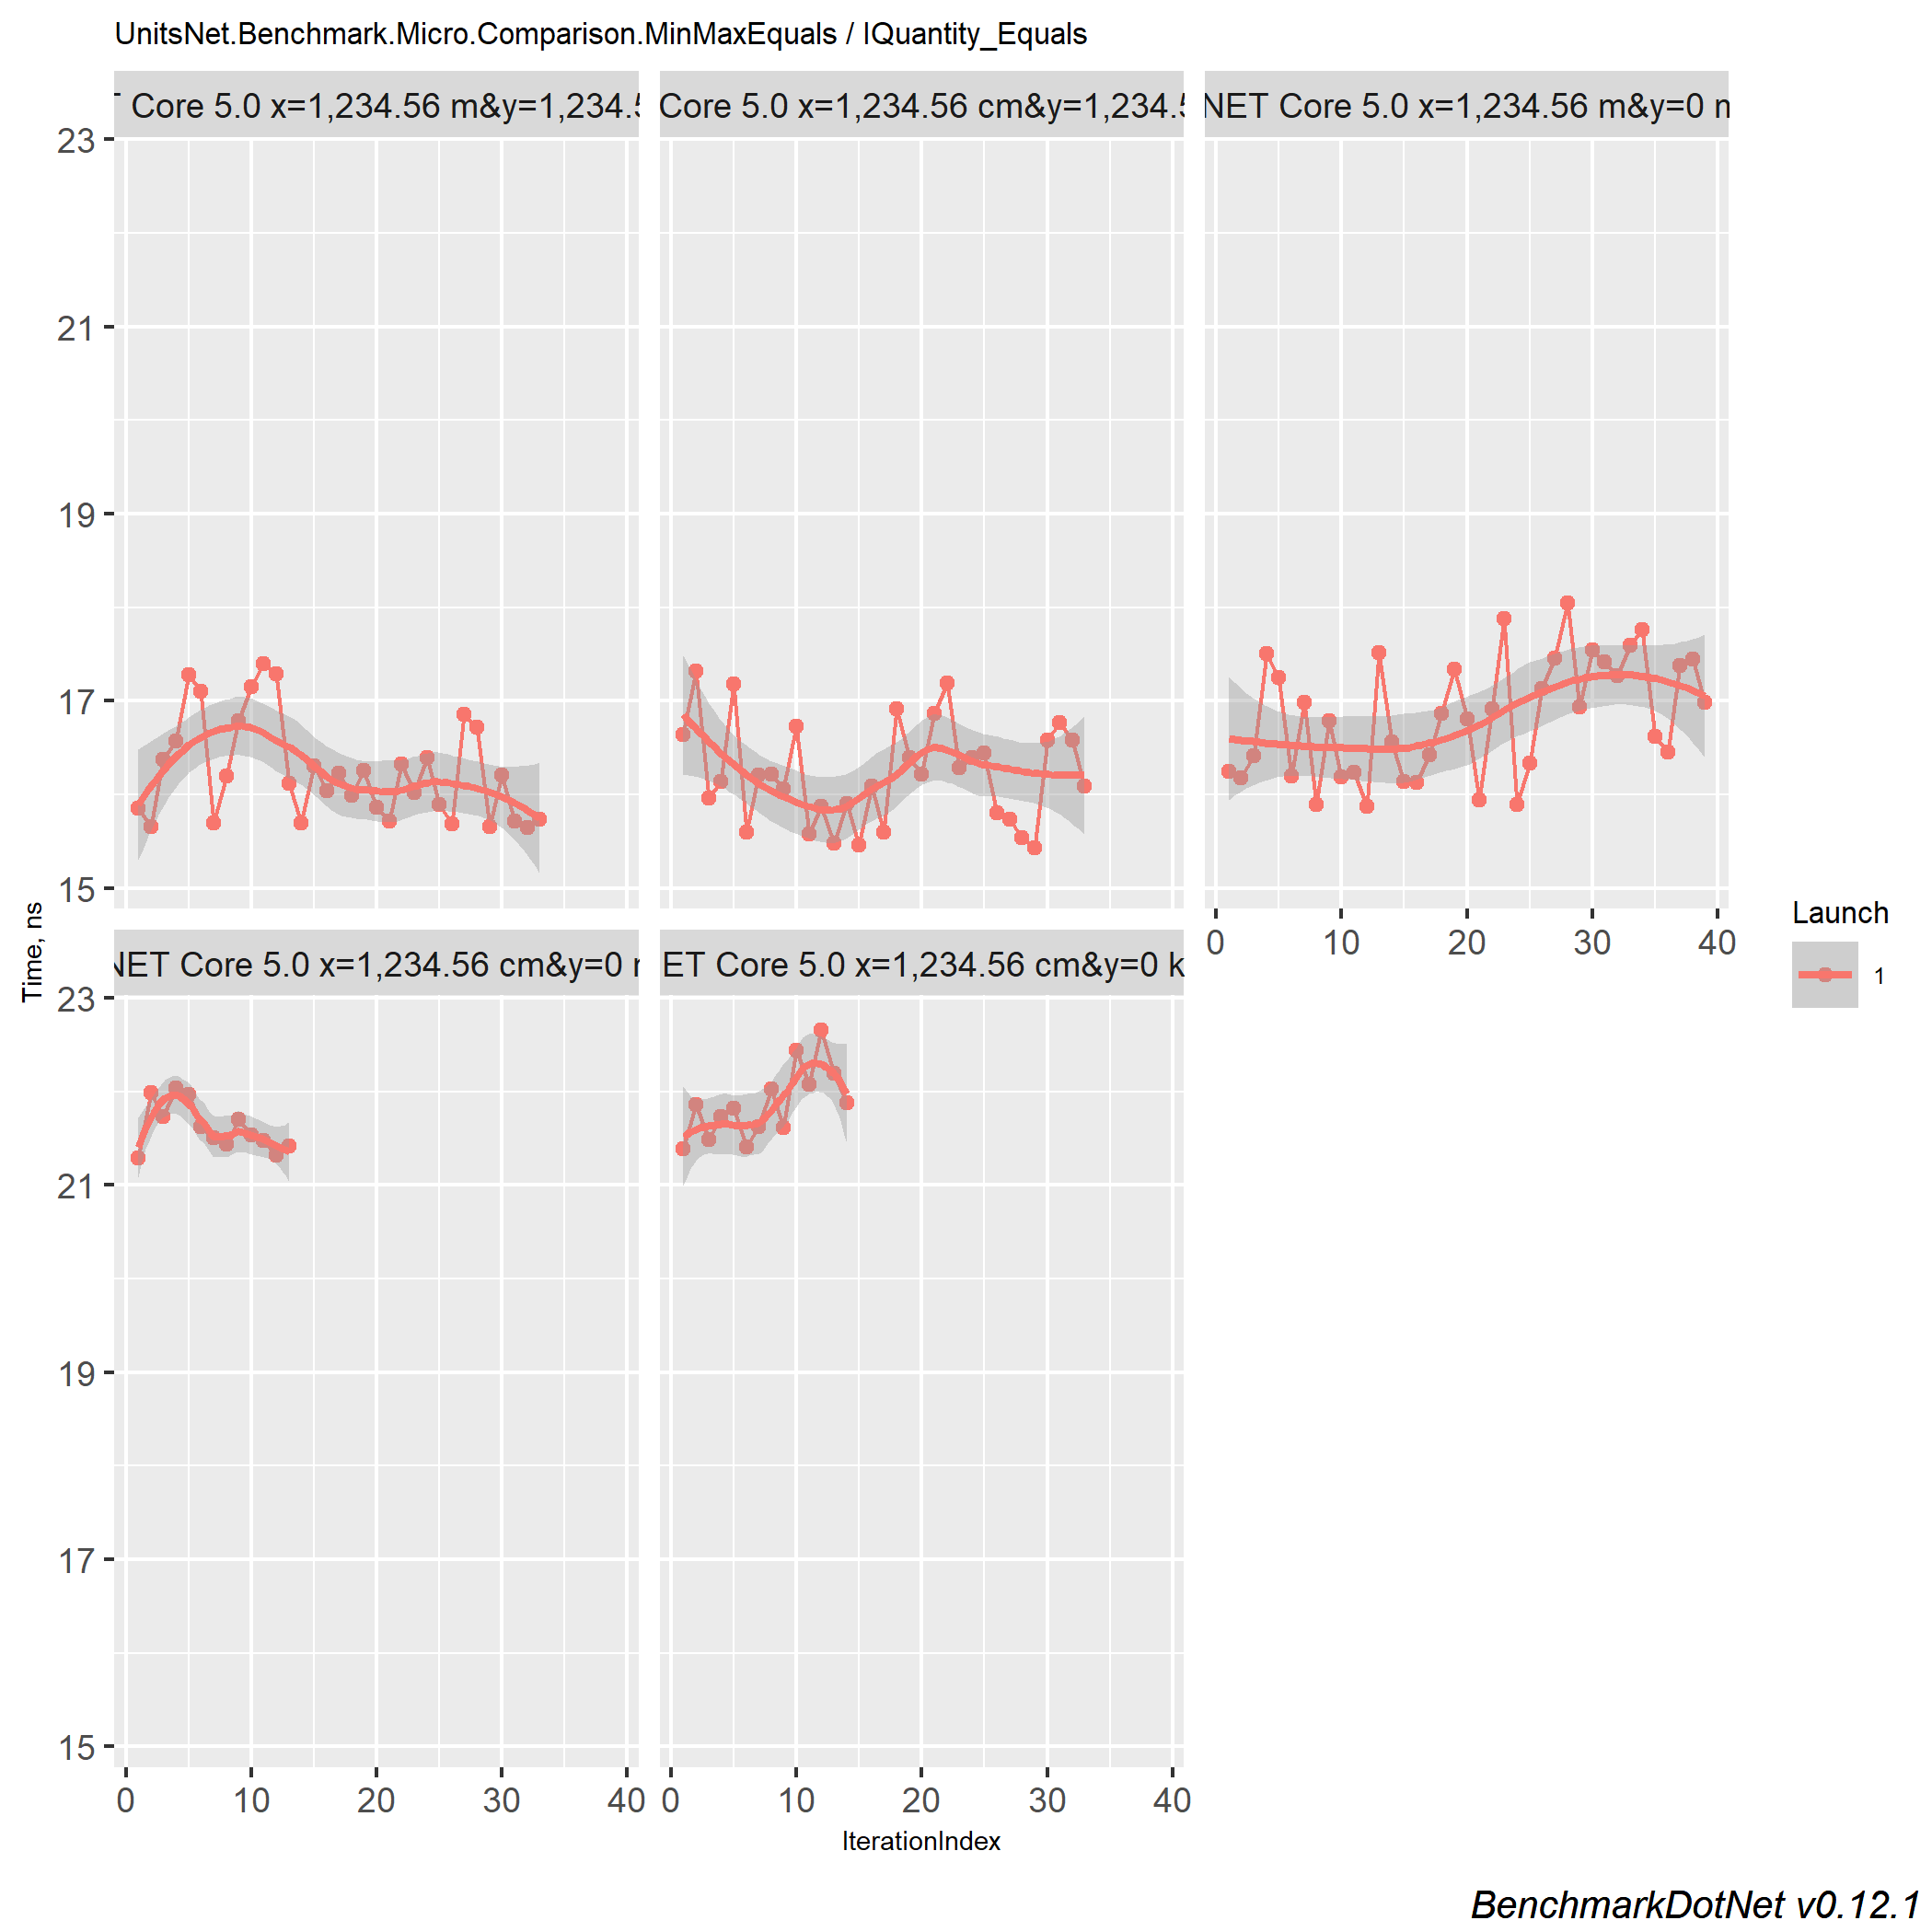 UnitsNet.Benchmark.Micro.Comparison.MinMaxEquals / IQuantity_Equals
Core 5.0 x=1,234.56 m&y=1,234.5
Core 5.0 x=1,234.56 cm&y=1,234.5
NET Core 5.0 x=1,234.56 m&y=0
23
21
19
17
15
0 10 20 30 40
Time, ns
Launch
1
NET Core 5.0 x=1,234.56 cm&y=0
ET Core 5.0 x=1,234.56 cm&y=0 k
23
21
19
17
15
0 10 20 30 40
0 10 20 30 40
IterationIndex
BenchmarkDotNet v0.12.1